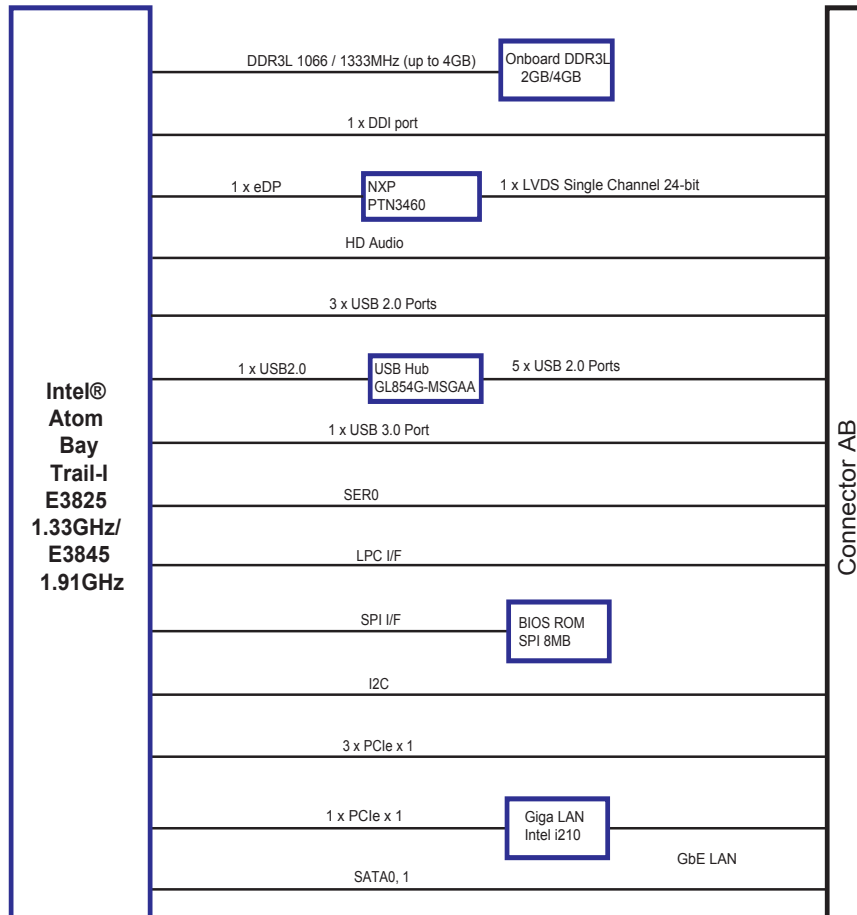 DDR3L 1066 / 1333MHz (up to 4GB)
Onboard DDR3L
2GB/4GB
1 x DDI port
1 x eDP
NXP
PTN3460
1 x LVDS Single Channel 24-bit
HD Audio
3 x USB 2.0 Ports
1 x USB2.0
USB Hub
GL854G-MSGAA
5 x USB 2.0 Ports
Intel®
Atom
Bay
Trail-I
E3825
1.33GHz/
E3845
1.91GHz
1 x USB 3.0 Port
SER0
LPC I/F
SPI I/F
BIOS ROM
SPI 8MB
I2C
3 x PCIe x 1
1 x PCIe x 1
Giga LAN
Intel i210
GbE LAN
SATA0, 1
Connector AB